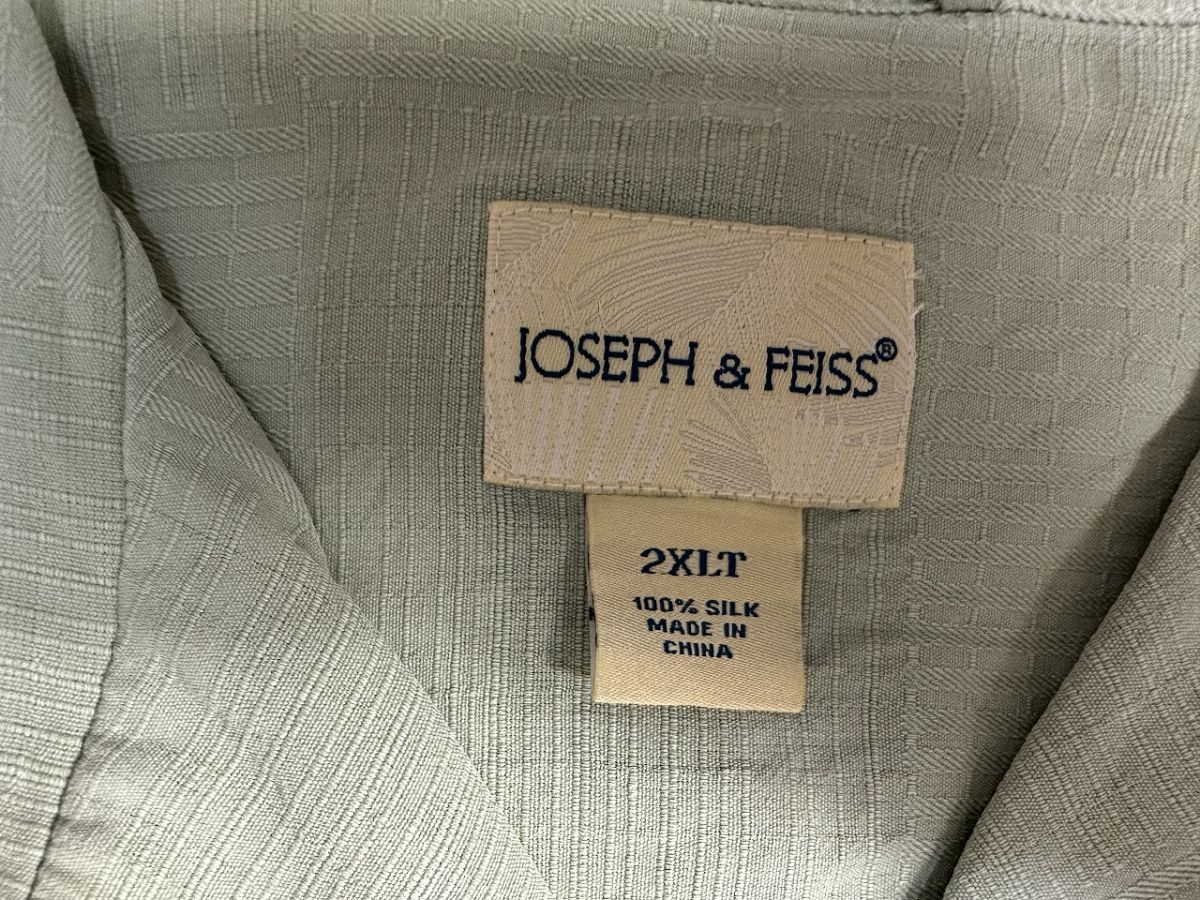 JOSEPH & FEISS®
2XLT
100% SILK
MADE IN
CHINA